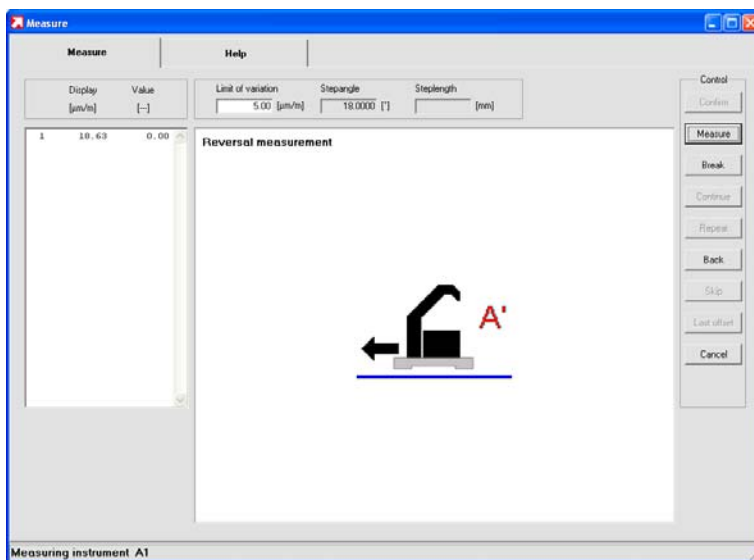 Measure
Measure Help
Display Value
[µm/m] [--]
Limit of variation Stepangle Steplength
5.00 [µm/m] 18.0000 [°] [mm]
1 18.63 0.00
Reversal measurement
A'
Control
Confirm
Measure
Break
Continue
Repeat
Back
Skip
Last offset
Cancel
Measuring instrument A1